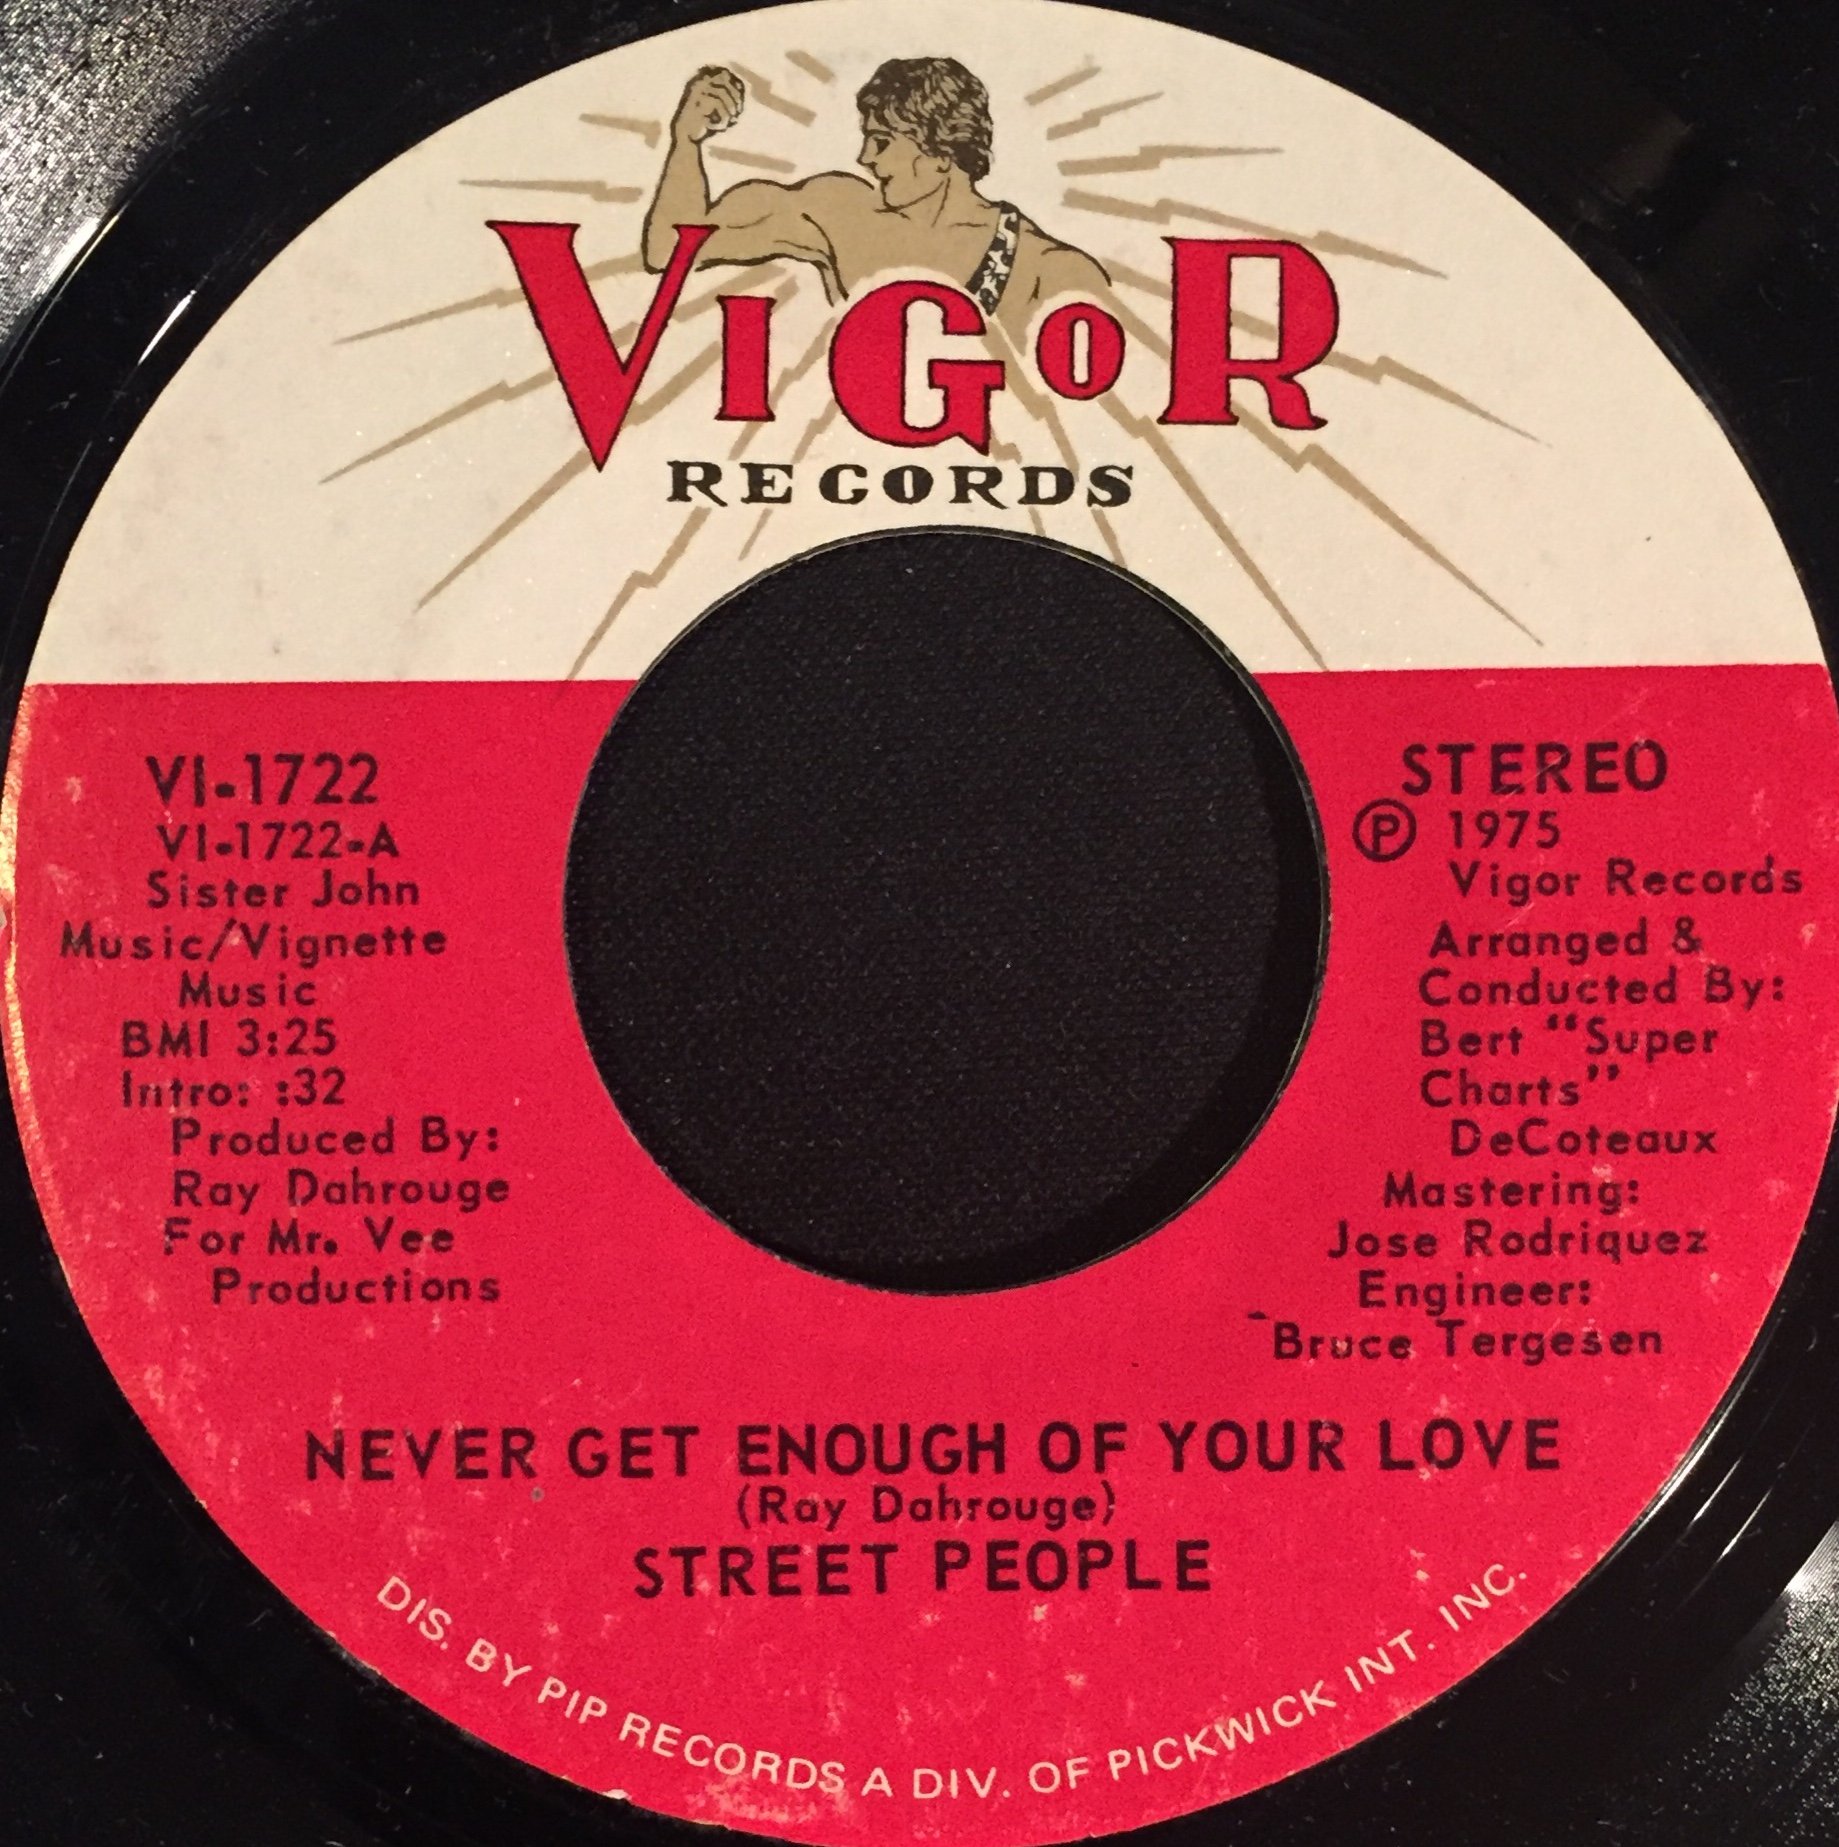 VIGOR
RECORDS
VI-1722
VI-1722-A
Sister John
Music/Vignette
Music
BMI 3:25
Intro: :32
Produced By:
Ray Dahrouge
For Mr. Vee
Productions
STEREO
Ⓟ 1975
Vigor Records
Arranged &
Conducted By:
Bert "Super
Charts"
DeCoteaux
Mastering:
Jose Rodriquez
Engineer:
Bruce Tergesen
NEVER GET ENOUGH OF YOUR LOVE
(Ray Dahrouge)
STREET PEOPLE
DIS. BY PIP RECORDS A DIV. OF PICKWICK INT. INC.